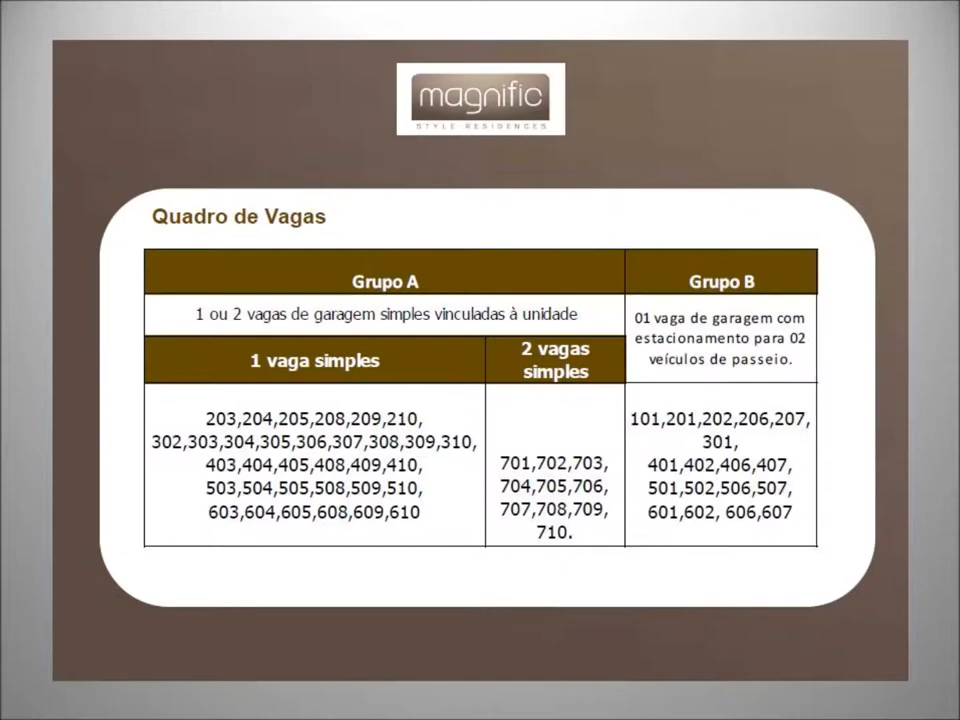 magnific
STYLE RESIDENCES
Quadro de Vagas
Grupo A
Grupo B
1 ou 2 vagas de garagem simples vinculadas à unidade
01 vaga de garagem com
estacionamento para 02
veículos de passeio.
1 vaga simples
2 vagas
simples
203,204,205,208,209,210,
302,303,304,305,306,307,308,309,310,
403,404,405,408,409,410,
503,504,505,508,509,510,
603,604,605,608,609,610
701,702,703,
704,705,706,
707,708,709,
710.
101,201,202,206,207,
301,
401,402,406,407,
501,502,506,507,
601,602, 606,607